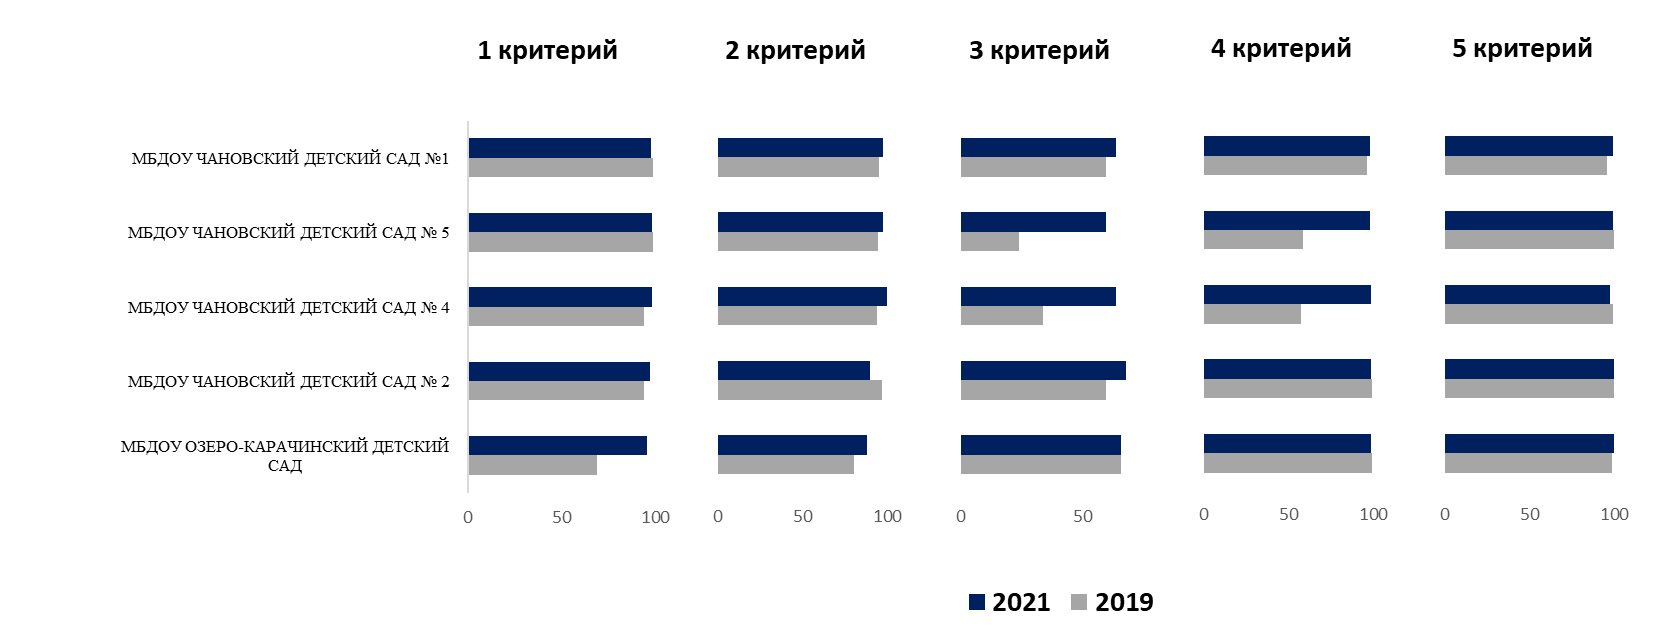 1 критерий
2 критерий
3 критерий
4 критерий
5 критерий
МБДОУ ЧАНОВСКИЙ ДЕТСКИЙ САД №1
МБДОУ ЧАНОВСКИЙ ДЕТСКИЙ САД № 5
МБДОУ ЧАНОВСКИЙ ДЕТСКИЙ САД № 4
МБДОУ ЧАНОВСКИЙ ДЕТСКИЙ САД № 2
МБДОУ ОЗЕРО-КАРАЧИНСКИЙ ДЕТСКИЙ
САД
0 50 100
0 50 100
0 50
0 50 100
0 50 100
2021 2019